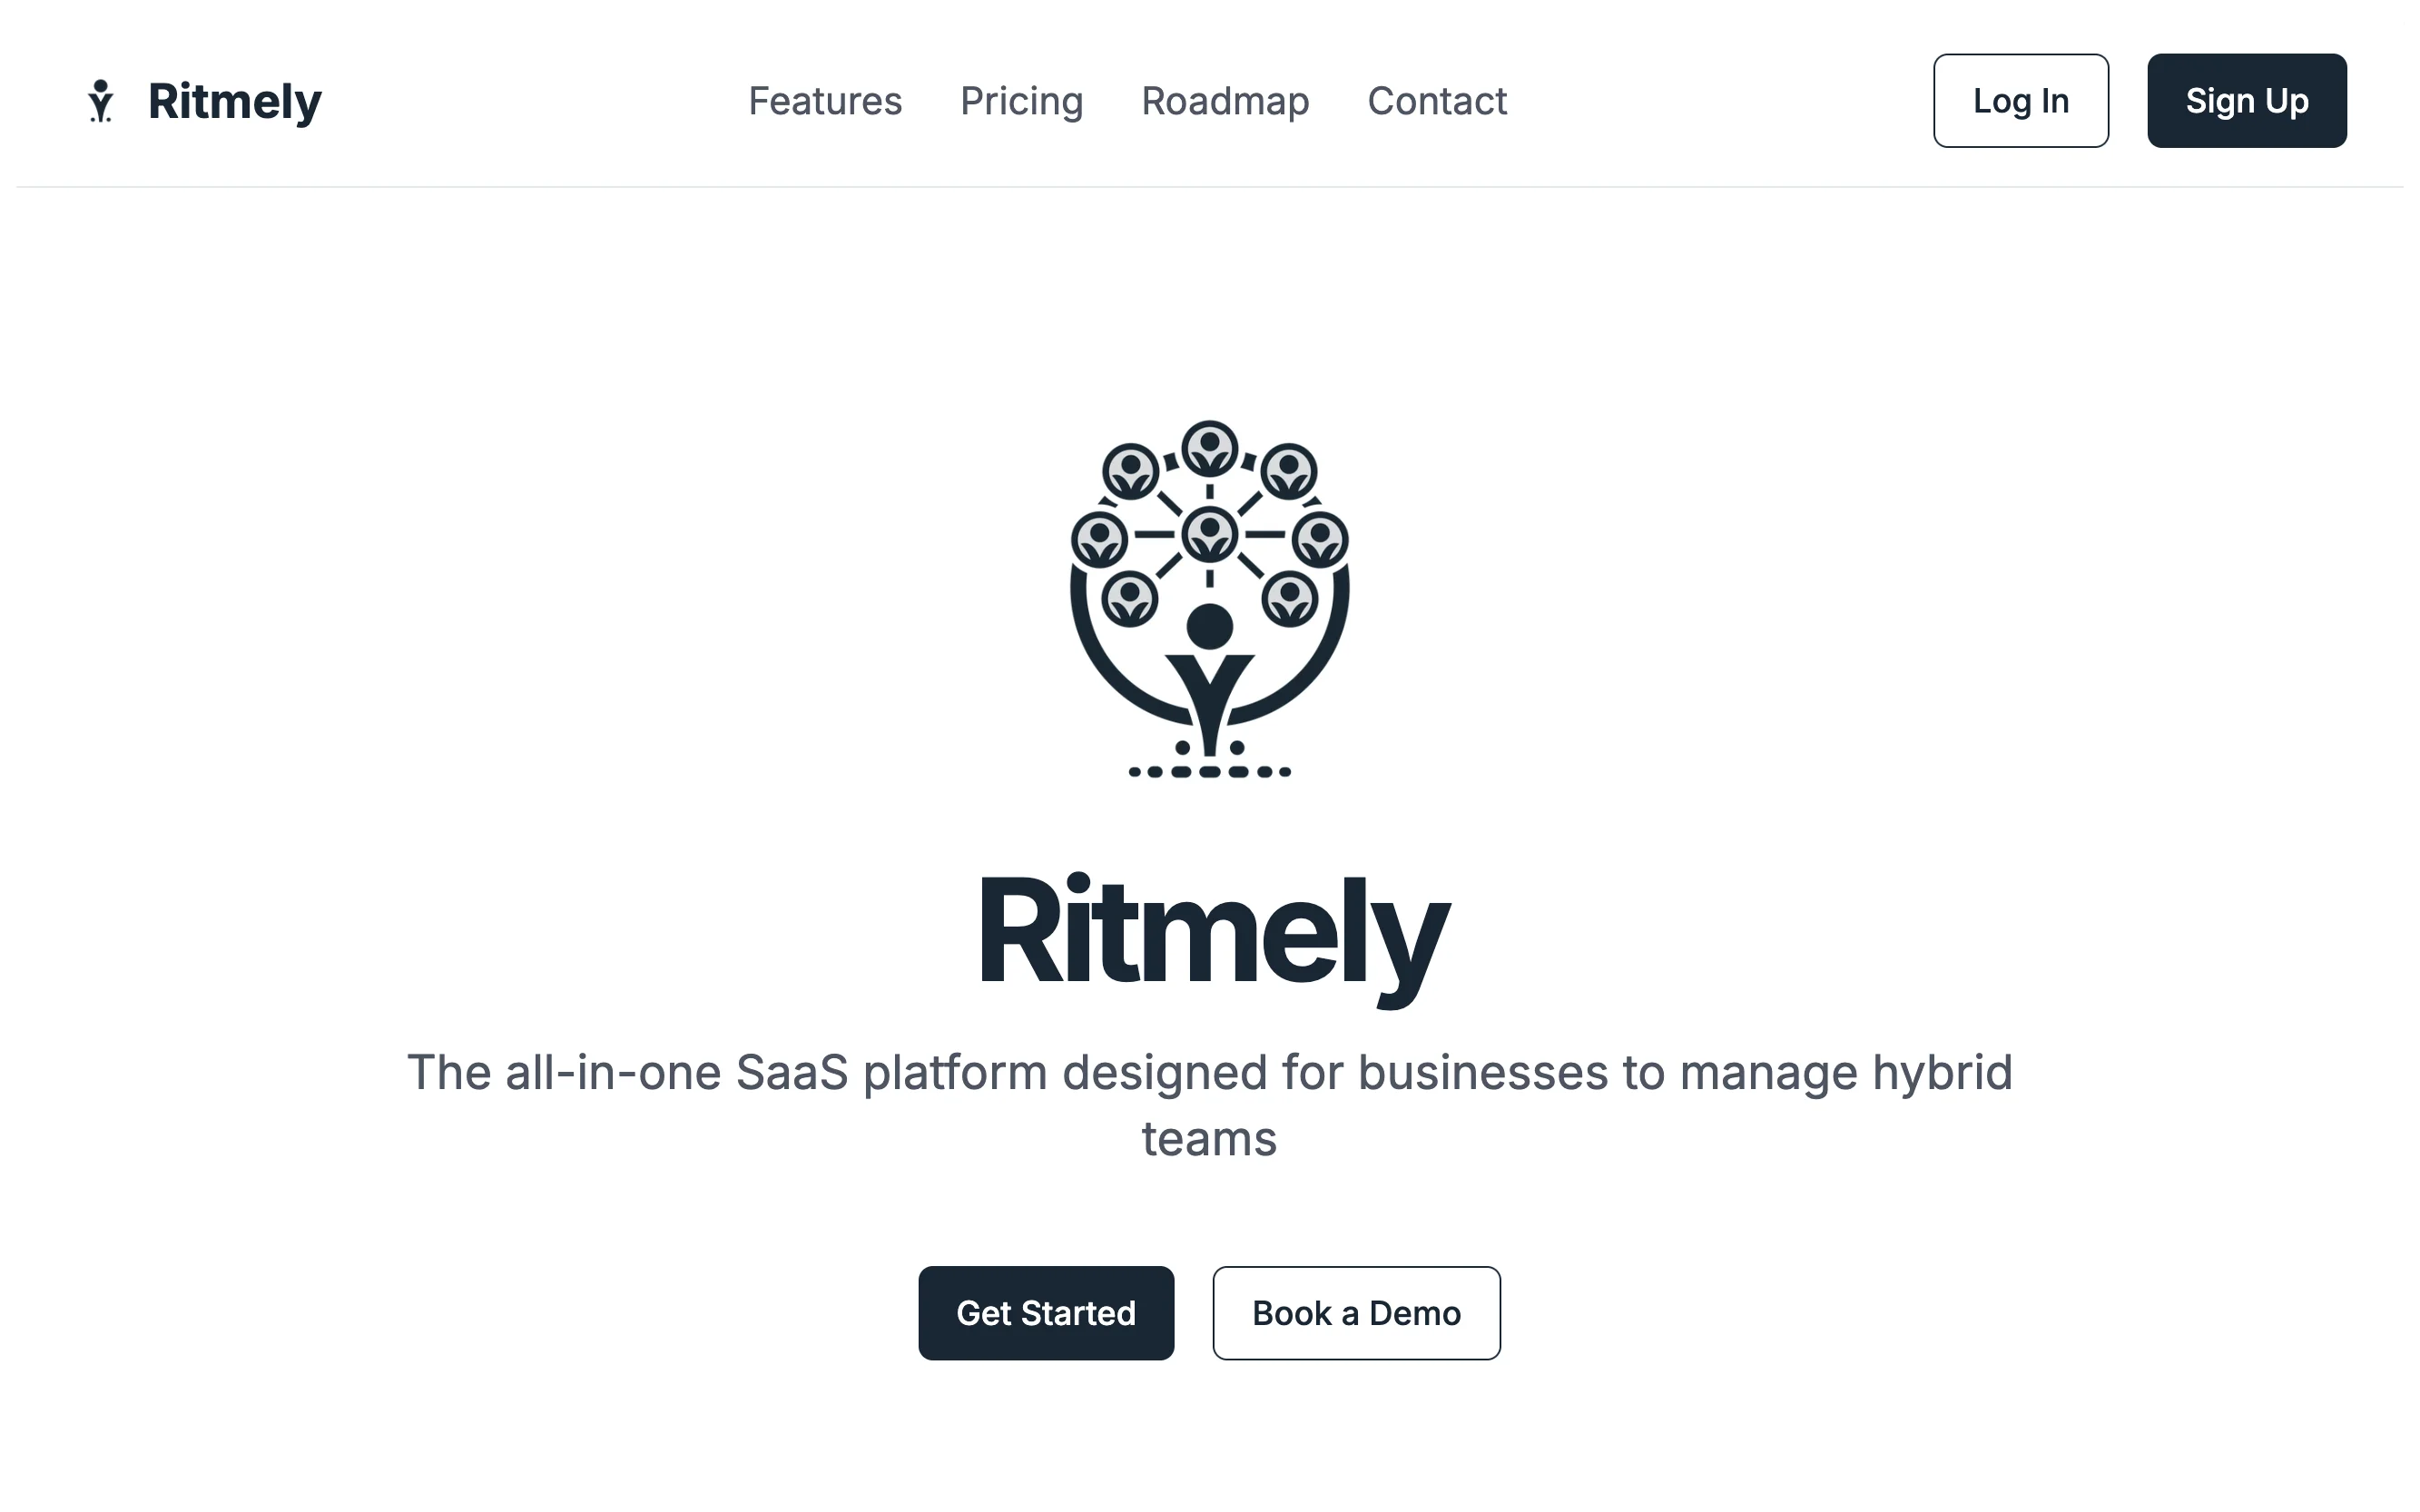 Ritmely
Features
Pricing
Roadmap
Contact
Log In
Sign Up
Ritmely
The all-in-one SaaS platform designed for businesses to manage hybrid
teams
Get Started
Book a Demo